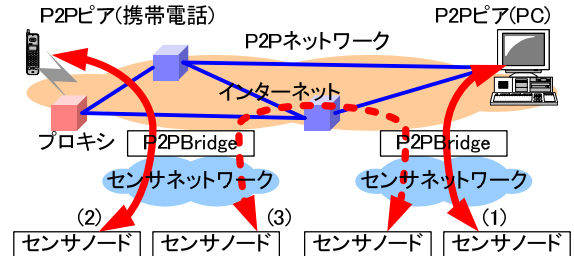 P2Pピア(携帯電話)
P2Pピア(PC)
P2Pネットワーク
インターネット
プロキシ
P2PBridge
P2PBridge
センサネットワーク
センサネットワーク
(2)
(3)
(1)
センサノード
センサノード
センサノード
センサノード